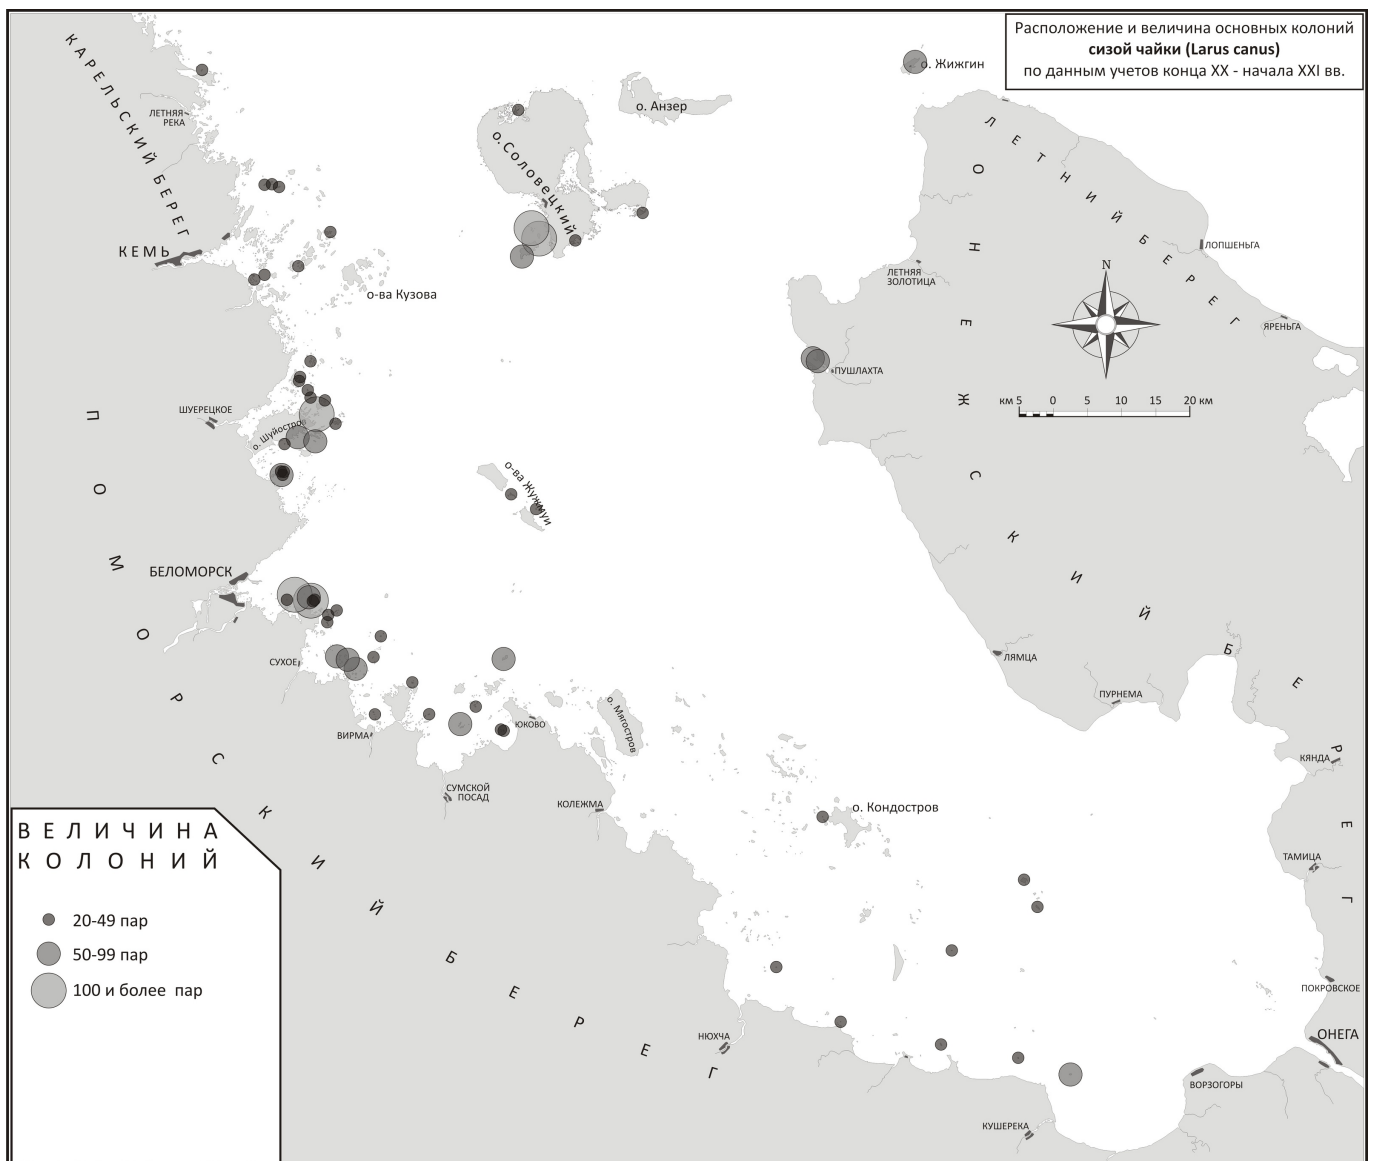 Расположение и величина основных колоний
сизой чайки (Larus canus)
по данным учетов конца XX - начала XXI вв.
КАРЕЛЬСКИЙ БЕРЕГ
ЛЕТНЯЯ
РЕКА
КЕМЬ
о. Соловецкий
о. Анзер
о. Жижгин
ЛЕТНИЙ БЕРЕГ
ЛОПШЕНЬГА
ЯРЕНЬГА
ЛЕТНЯЯ
ЗОЛОТИЦА
ОНЕЖСКИЙ БЕРЕГ
N
км 5 0 5 10 15 20 км
о-ва Кузова
ПУШЛАХТА
ШУЕРЕЦКОЕ
о. Шуйостров
о-ва Жужмуи
ПОМОРСКИЙ БЕРЕГ
БЕЛОМОРСК
СУХОЕ
ВИРМА
ЮКОВО
о. Мягостров
СУМСКОЙ
ПОСАД
КОЛЕЖМА
о. Кондостров
ЛЯМЦА
ПУРНЕМА
КЯНДА
ТАМИЦА
ПОКРОВСКОЕ
ОНЕГА
ВОРЗОГОРЫ
КУШЕРЕКА
НЮХЧА
ВЕЛИЧИНА
КОЛОНИЙ
20-49 пар
50-99 пар
100 и более пар